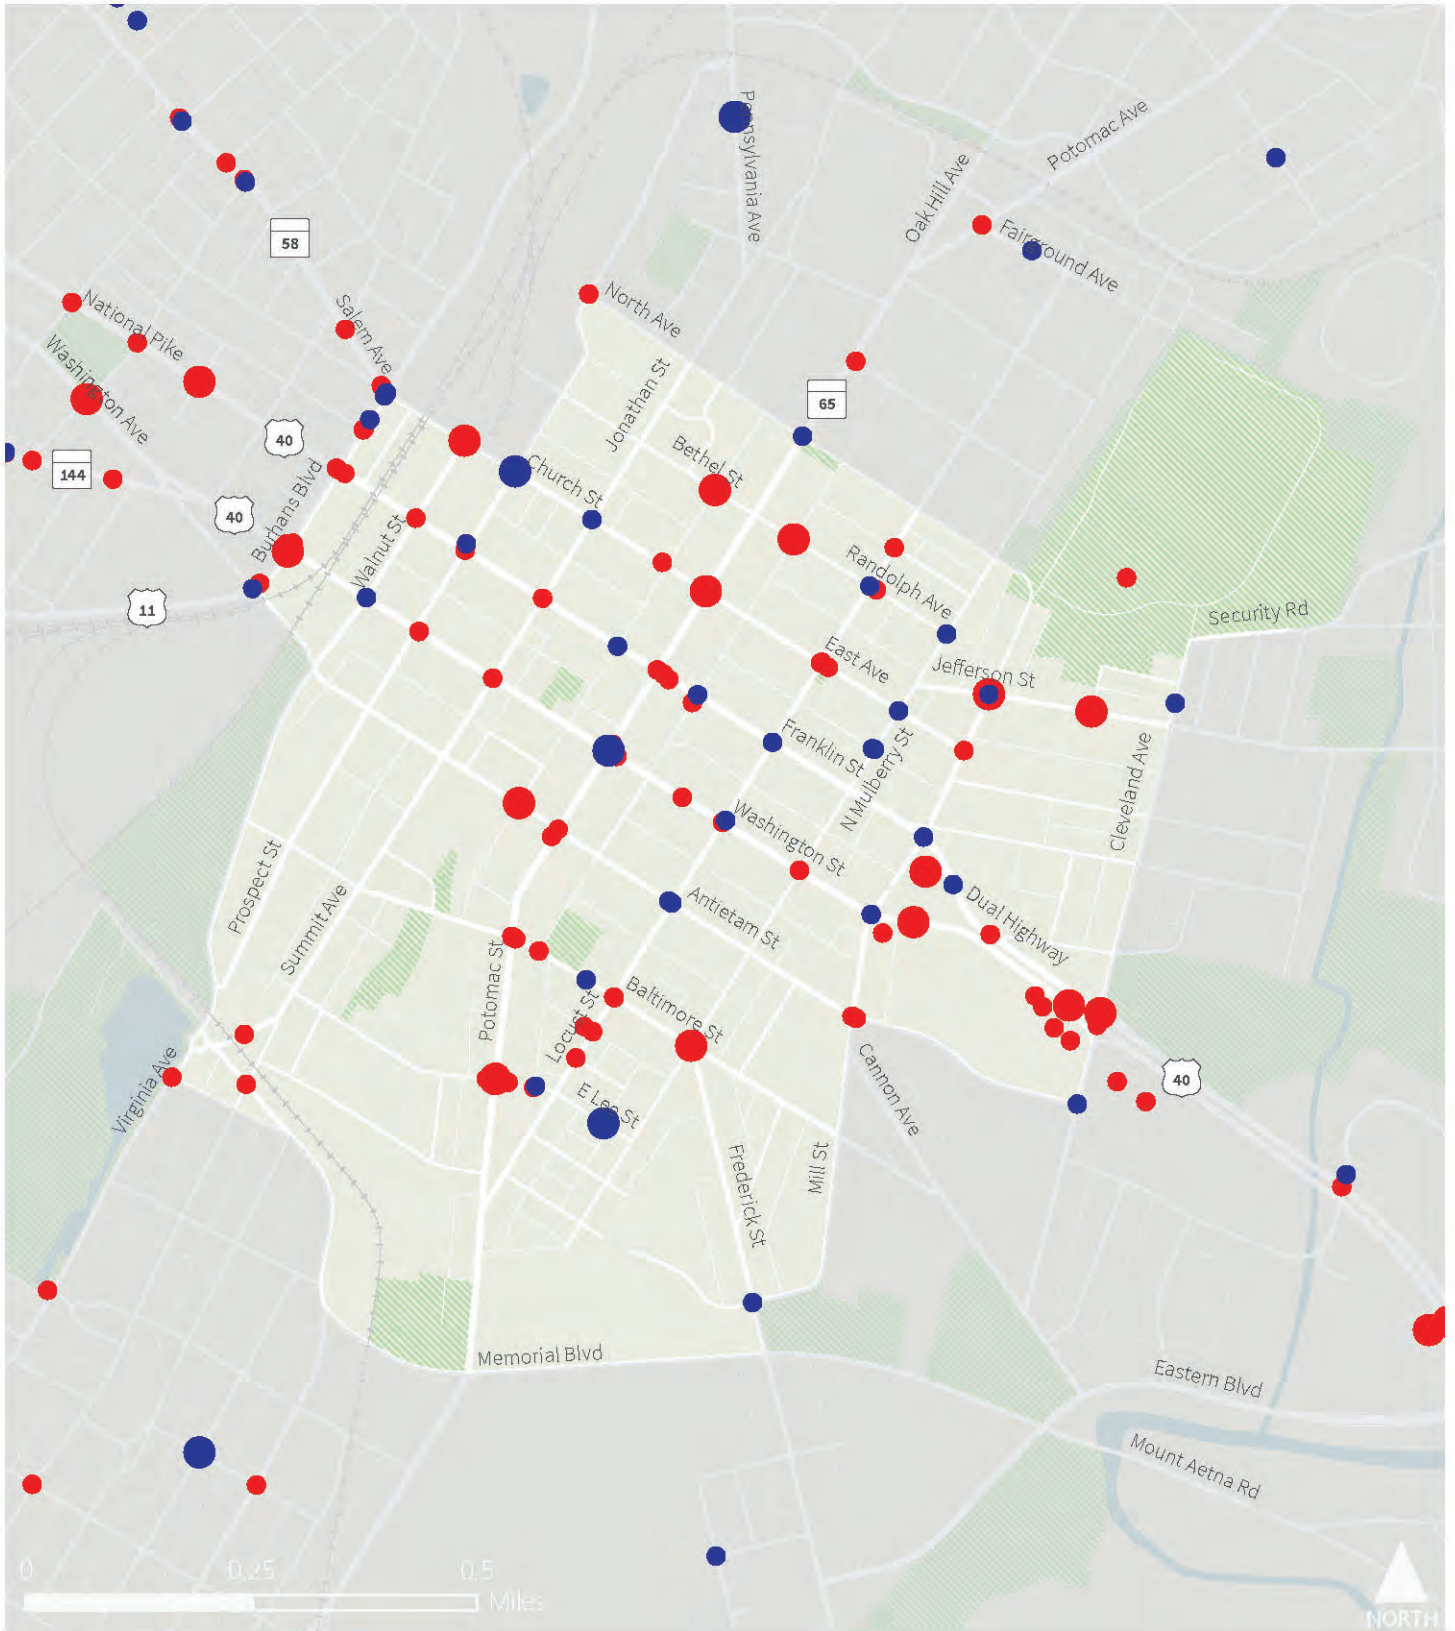 Pennsylvania Ave
Potomac Ave
Oak Hill Ave
Fairground Ave
58
National Pike
Salem Ave
North Ave
Washington Ave
Jonathan St
65
40
Bethel St
144
Church St
Burhans Blvd
40
Walnut St
Randolph Ave
11
Security Rd
East Ave
Jefferson St
Franklin St
N Mulberry St
Cleveland Ave
Washington St
Prospect St
Summit Ave
Antietam St
Dual Highway
Potomac St
Baltimore St
Locust St
Virginia Ave
Cannon Ave
40
E Lee St
Frederick St
Mill St
Memorial Blvd
Eastern Blvd
Mount Aetna Rd
0 0.25 0.5
Miles
NORTH